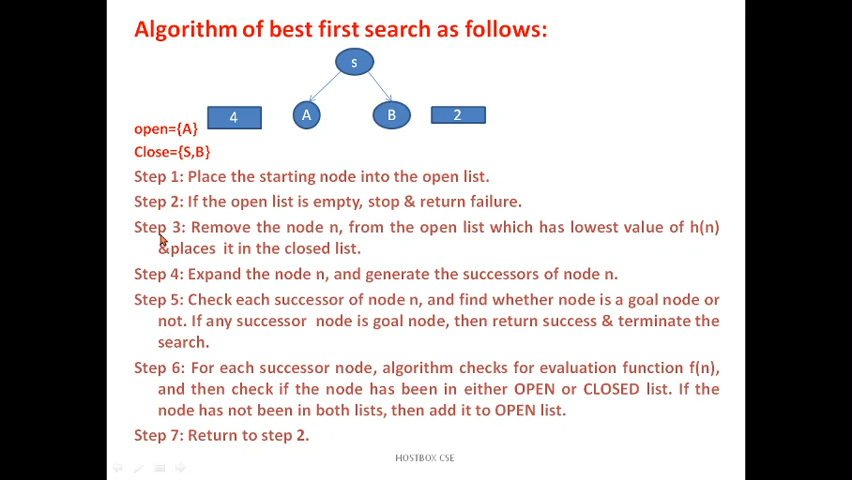 Algorithm of best first search as follows:
s
4
A
B
2
open={A}
Close={S,B}
Step 1: Place the starting node into the open list.
Step 2: If the open list is empty, stop & return failure.
Step 3: Remove the node n, from the open list which has lowest value of h(n)
&places it in the closed list.
Step 4: Expand the node n, and generate the successors of node n.
Step 5: Check each successor of node n, and find whether node is a goal node or
not. If any successor node is goal node, then return success & terminate the
search.
Step 6: For each successor node, algorithm checks for evaluation function f(n),
and then check if the node has been in either OPEN or CLOSED list. If the
node has not been in both lists, then add it to OPEN list.
Step 7: Return to step 2.
HOSTBOX CSE